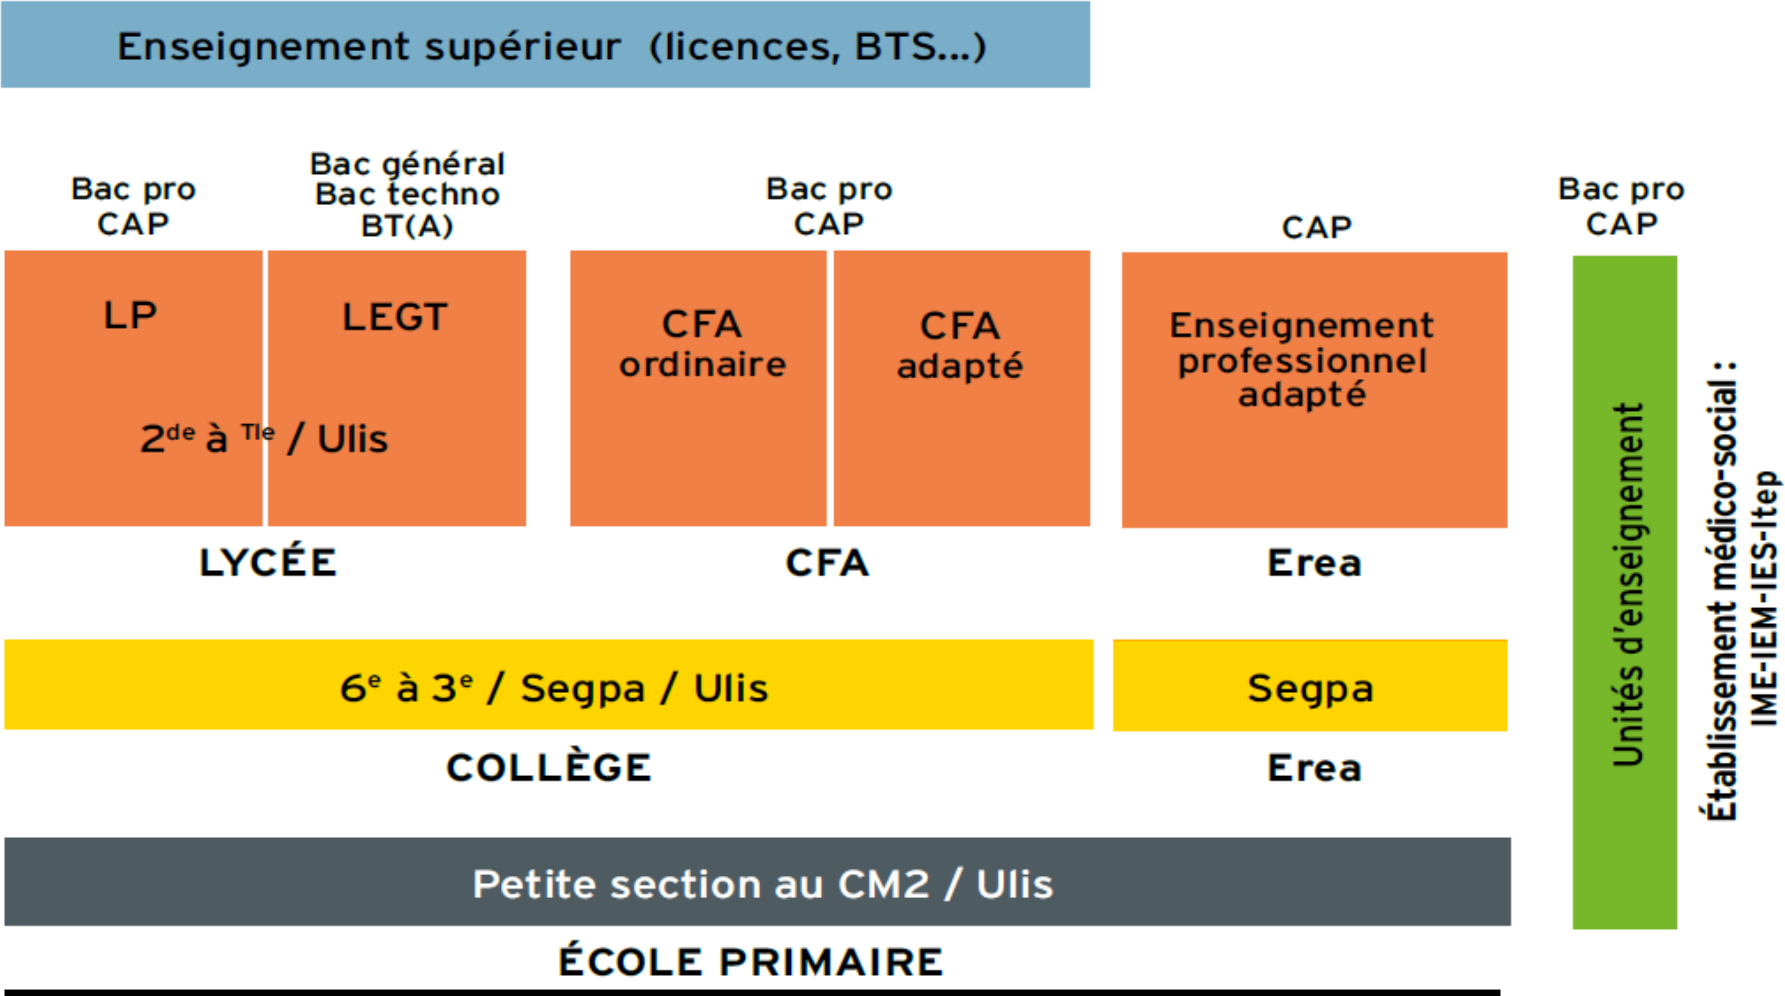 Enseignement supérieur (licences, BTS...)
Bac pro
CAP
Bac général
Bac techno
BT(A)
Bac pro
CAP
CAP
Bac pro
CAP
LP
LEGT
2de à Tle / Ulis
CFA
ordinaire
CFA
adapté
Enseignement
professionnel
adapté
LYCÉE
CFA
Erea
6e à 3e / Segpa / Ulis
Segpa
COLLÈGE
Erea
Petite section au CM2 / Ulis
ÉCOLE PRIMAIRE
Unités d'enseignement
Établissement médico-social :
IME-IEM-IES-Itep